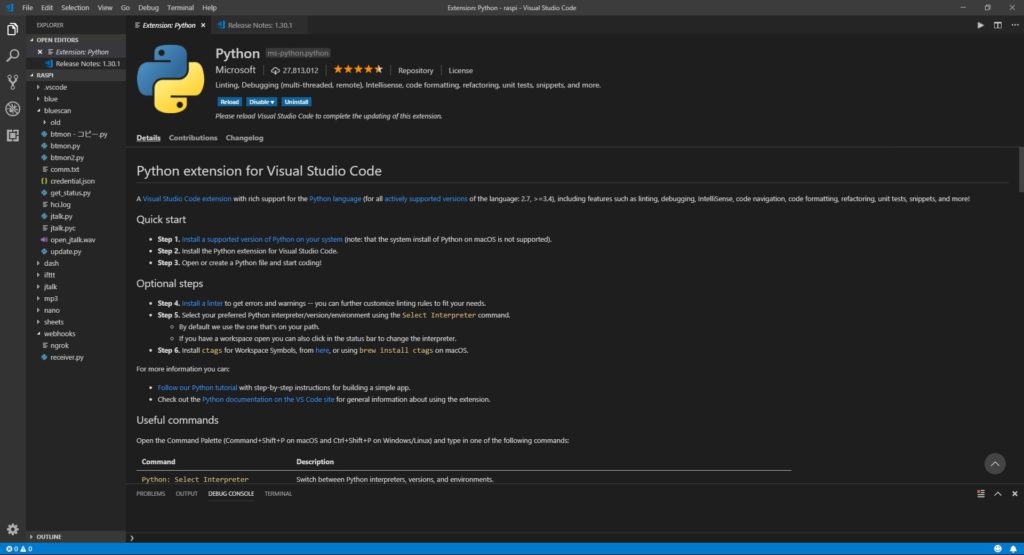 File Edit Selection View Go Debug Terminal Help
Extension: Python - raspi - Visual Studio Code
EXPLORER
OPEN EDITORS
Extension: Python
Release Notes: 1.30.1
RASPI
.vscode
blue
bluescan
old
btmon - コピー.py
btmon.py
btmon2.py
comm.txt
credential.json
get_status.py
hci.log
jtalk.py
jtalk.pyc
open_jtalk.wav
update.py
dash
ifttt
jtalk
mp3
nano
sheets
webhooks
ngrok
receiver.py
OUTLINE
Extension: Python
Release Notes: 1.30.1
Python ms-python.python
Microsoft 27,813,012 Repository License
Linting, Debugging (multi-threaded, remote), Intellisense, code formatting, refactoring, unit tests, snippets, and more.
Reload Disable Uninstall
Please reload Visual Studio Code to complete the updating of this extension.
Details Contributions Changelog
Python extension for Visual Studio Code
A Visual Studio Code extension with rich support for the Python language (for all actively supported versions of the language: 2.7, >=3.4), including features such as linting, debugging, IntelliSense, code navigation, code formatting, refactoring, unit tests, snippets, and more!
Quick start
Step 1. Install a supported version of Python on your system (note: that the system install of Python on macOS is not supported).
Step 2. Install the Python extension for Visual Studio Code.
Step 3. Open or create a Python file and start coding!
Optional steps
Step 4. Install a linter to get errors and warnings -- you can further customize linting rules to fit your needs.
Step 5. Select your preferred Python interpreter/version/environment using the Select Interpreter command.
By default we use the one that's on your path.
If you have a workspace open you can also click in the status bar to change the interpreter.
Step 6. Install ctags for Workspace Symbols, from here, or using brew install ctags on macOS.
For more information you can:
Follow our Python tutorial with step-by-step instructions for building a simple app.
Check out the Python documentation on the VS Code site for general information about using the extension.
Useful commands
Open the Command Palette (Command+Shift+P on macOS and Ctrl+Shift+P on Windows/Linux) and type in one of the following commands:
Command Description
Python: Select Interpreter Switch between Python interpreters, versions, and environments.
PROBLEMS OUTPUT DEBUG CONSOLE TERMINAL
0 0